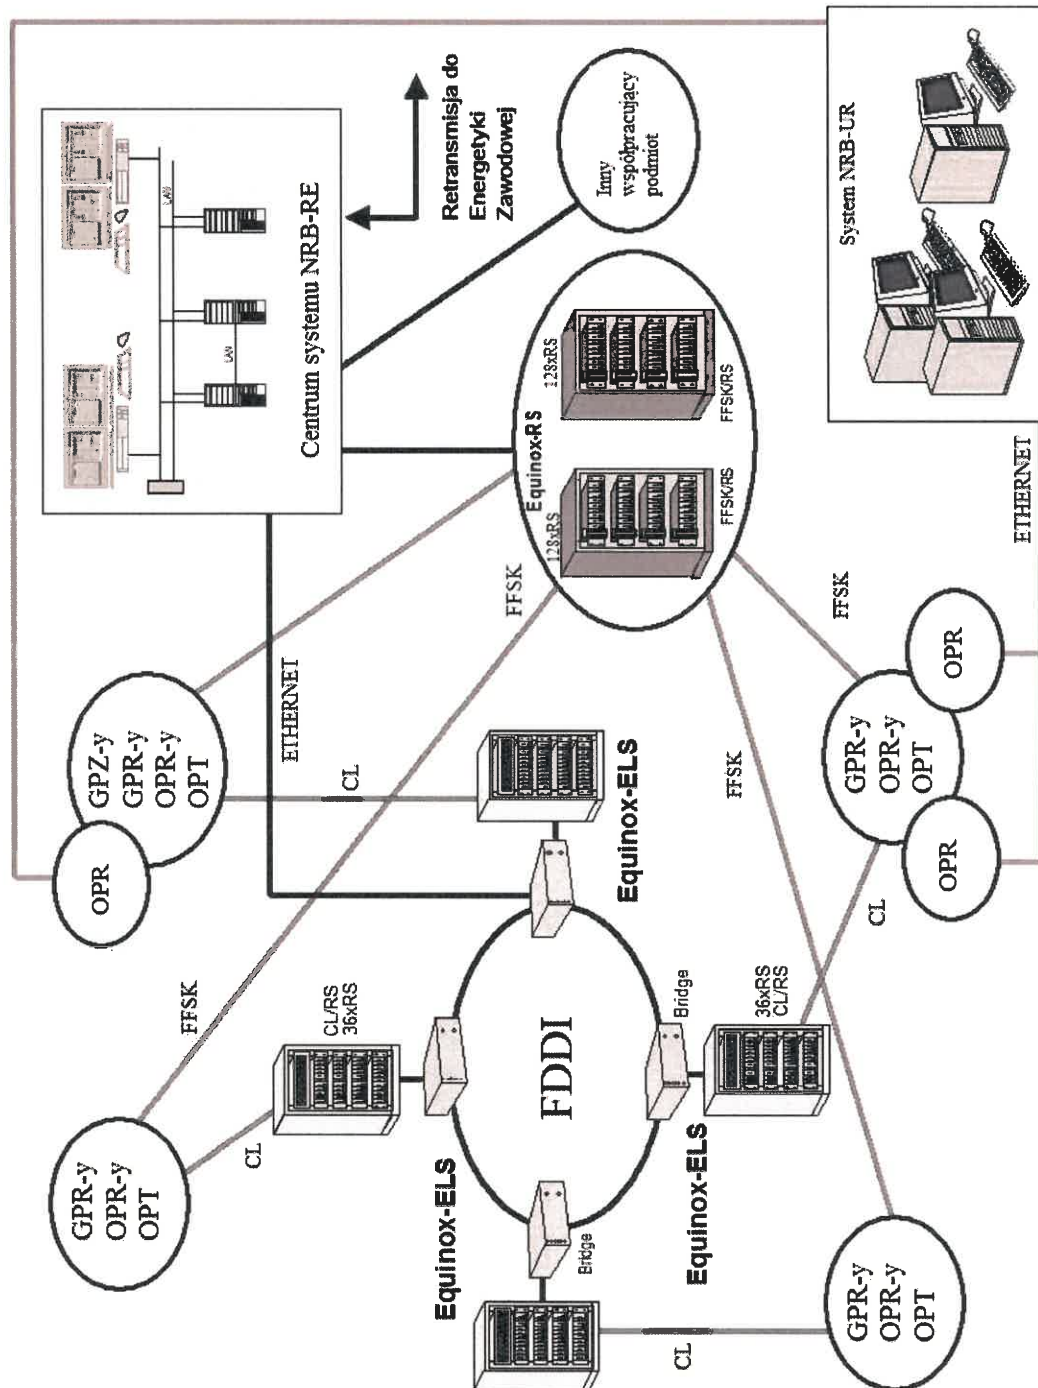 GPR-y
OPR-y
OPT
OPR
GPZ-y
GPR-y
OPR-y
OPT
LAN
LAN
Centrum systemu NRB-RE
Retransmisja do
Energetyki
Zawodowej
Inny
współpracujący
podmiot
FFSK
CL
ETHERNET
CL
CL/RS
36xRS
Equinox-ELS
FDDI
FFSK
Equinox-RS
128xRS
128xRS
FFSK/RS
FFSK/RS
Bridge
Equinox-ELS
Bridge
Equinox-ELS
36xRS
CL/RS
CL
FFSK
FFSK
CL
GPR-y
OPR-y
OPT
GPR-y
OPR-y
OPT
OPR
OPR
System NRB-UR
ETHERNET